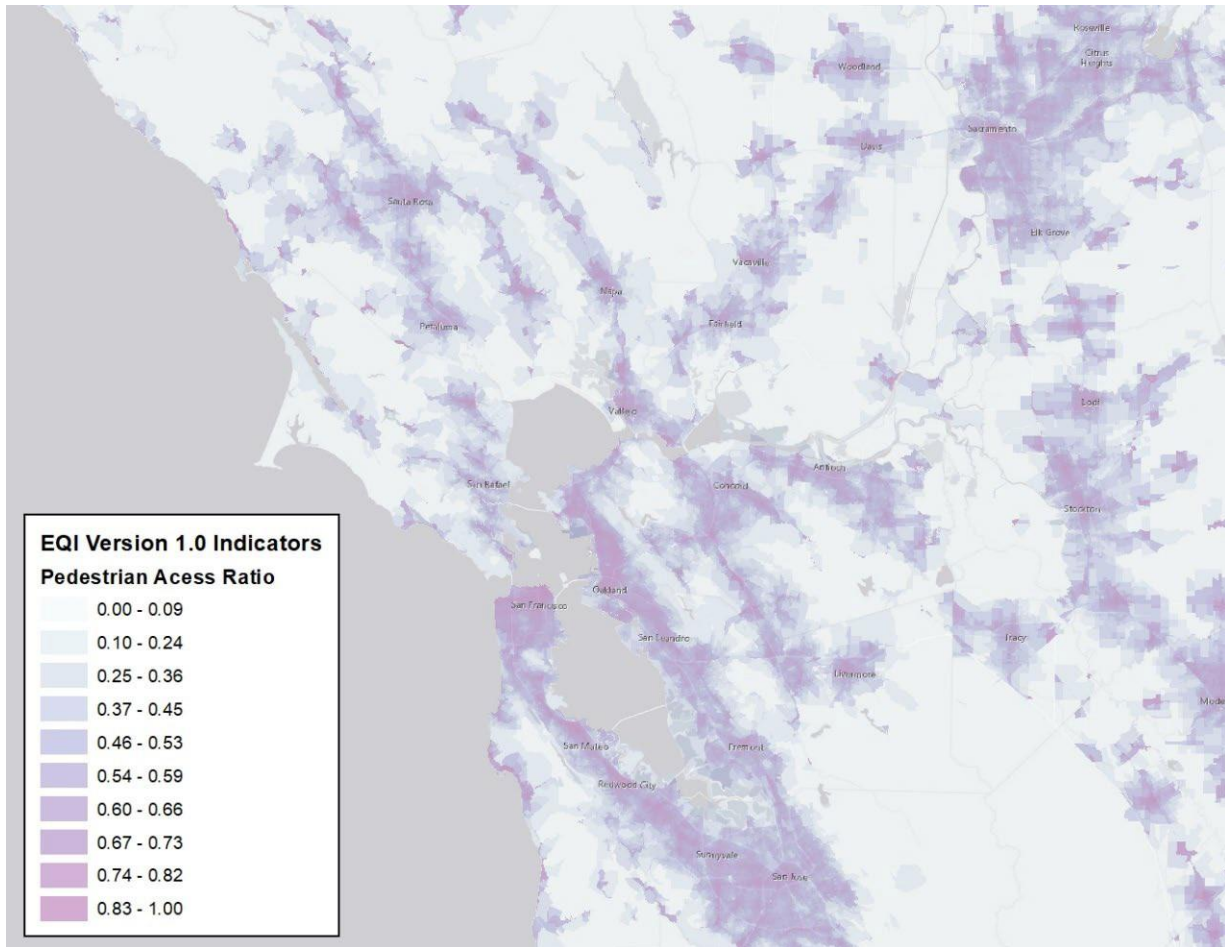 Roseville
Citrus
Heights
Woodland
Sacramento
Davis
Santa Rosa
Elk Grove
Vacaville
Napa
Fairfield
Petaluma
Lodi
Vallejo
Antioch
San Rafael
Concord
Stockton
EQI Version 1.0 Indicators
Pedestrian Acess Ratio
0.00 - 0.09
0.10 - 0.24
0.25 - 0.36
0.37 - 0.45
0.46 - 0.53
0.54 - 0.59
0.60 - 0.66
0.67 - 0.73
0.74 - 0.82
0.83 - 1.00
Oakland
San Francisco
San Leandro
Tracy
Livermore
Mode
San Mateo
Fremont
Redwood City
Sunnyvale
San Jose